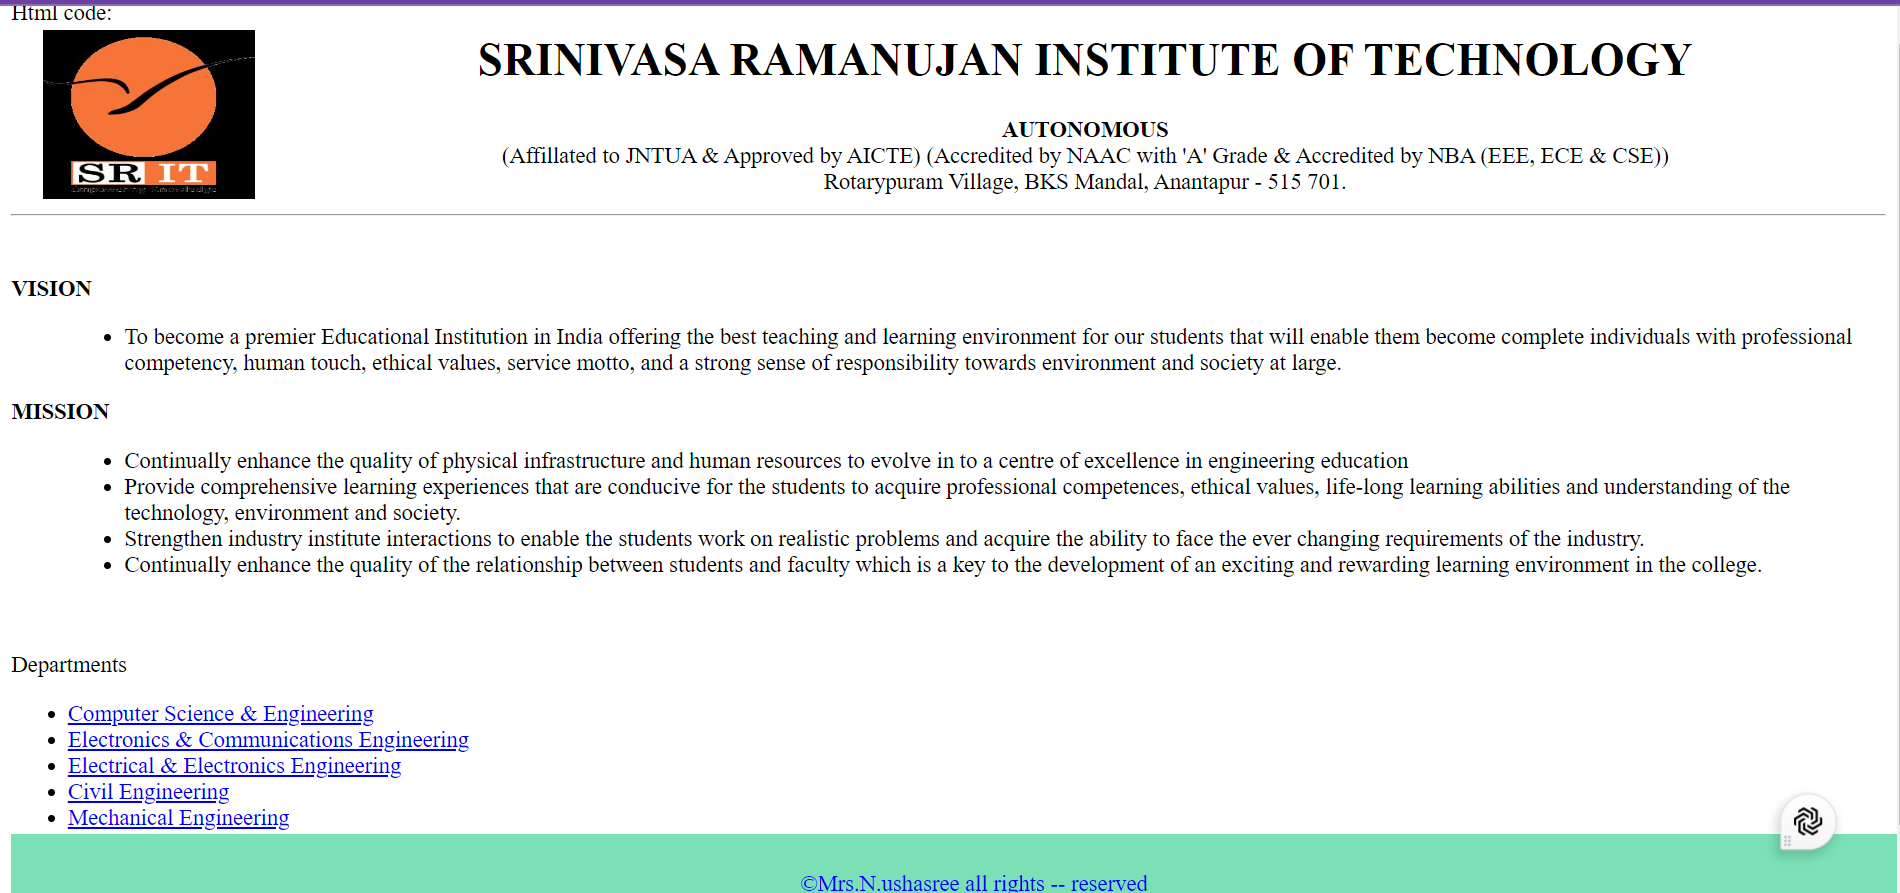 Html code:
SRINIVASA RAMANUJAN INSTITUTE OF TECHNOLOGY
SR IT
Empowering Knowledge
AUTONOMOUS
(Affillated to JNTUA & Approved by AICTE) (Accredited by NAAC with 'A' Grade & Accredited by NBA (EEE, ECE & CSE))
Rotarypuram Village, BKS Mandal, Anantapur - 515 701.
VISION
• To become a premier Educational Institution in India offering the best teaching and learning environment for our students that will enable them become complete individuals with professional
competency, human touch, ethical values, service motto, and a strong sense of responsibility towards environment and society at large.
MISSION
• Continually enhance the quality of physical infrastructure and human resources to evolve in to a centre of excellence in engineering education
• Provide comprehensive learning experiences that are conducive for the students to acquire professional competences, ethical values, life-long learning abilities and understanding of the
technology, environment and society.
• Strengthen industry institute interactions to enable the students work on realistic problems and acquire the ability to face the ever changing requirements of the industry.
• Continually enhance the quality of the relationship between students and faculty which is a key to the development of an exciting and rewarding learning environment in the college.
Departments
• Computer Science & Engineering
• Electronics & Communications Engineering
• Electrical & Electronics Engineering
• Civil Engineering
• Mechanical Engineering
©Mrs.N.ushasree all rights -- reserved